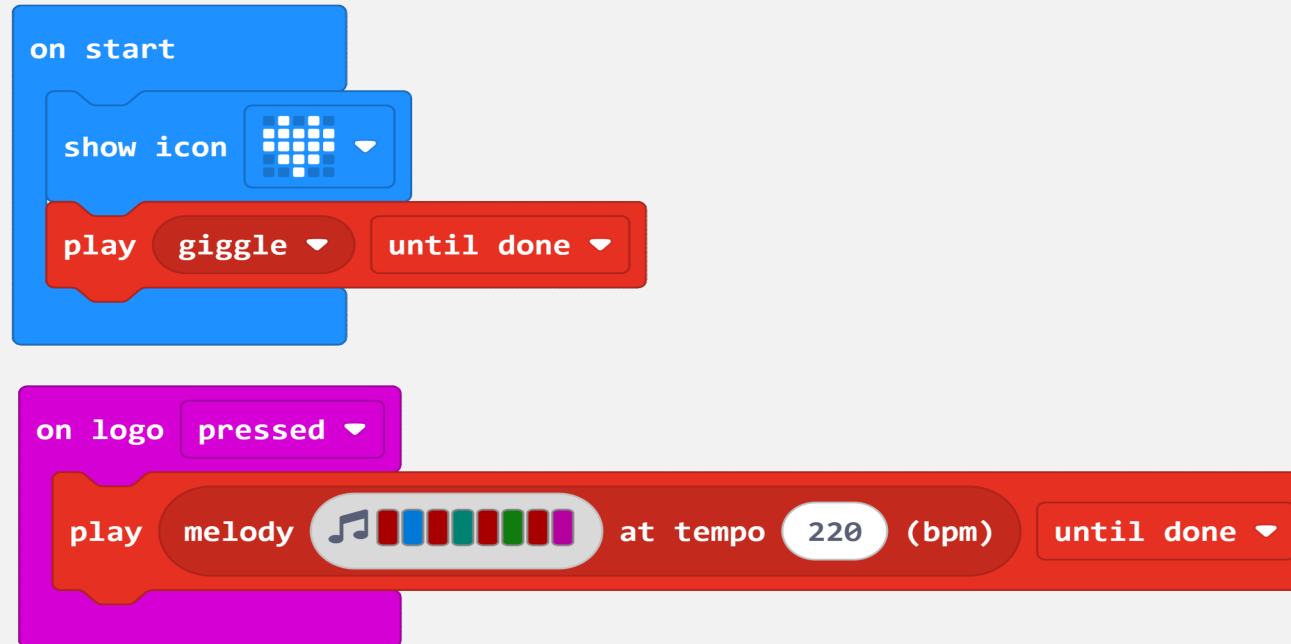 on start
show icon
play giggle until done
on logo pressed
play melody at tempo 220 (bpm) until done